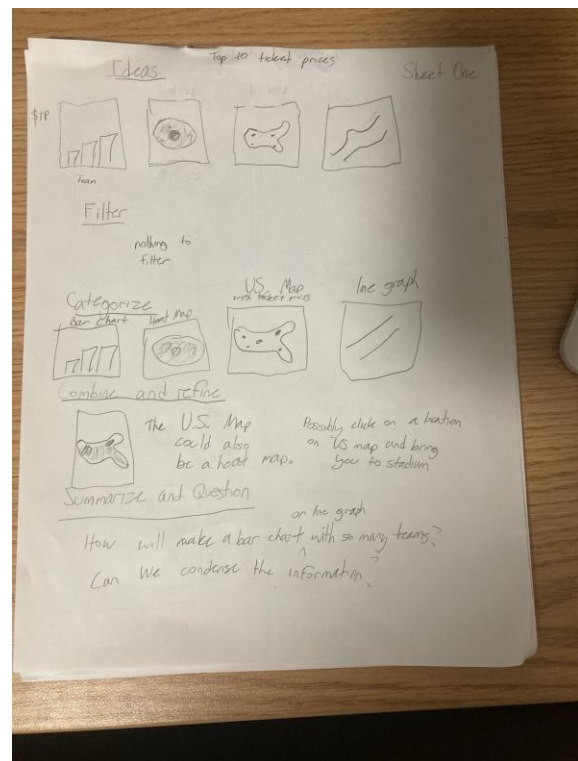 Top 10 ticket prices
Ideas
Sheet One
$TP
Team
Filter
nothing to
filter
Categorize
Bar Chart
Heat Map
U.S. Map
with ticket prices
line graph
Combine and refine
The U.S. Map
could also
be a heat map.
Possibly click on a location
on US map and bring
you to stadium
Summarize and Question
on line graph
How will make a bar chart ^ with so many teams?
Can We condense the information?